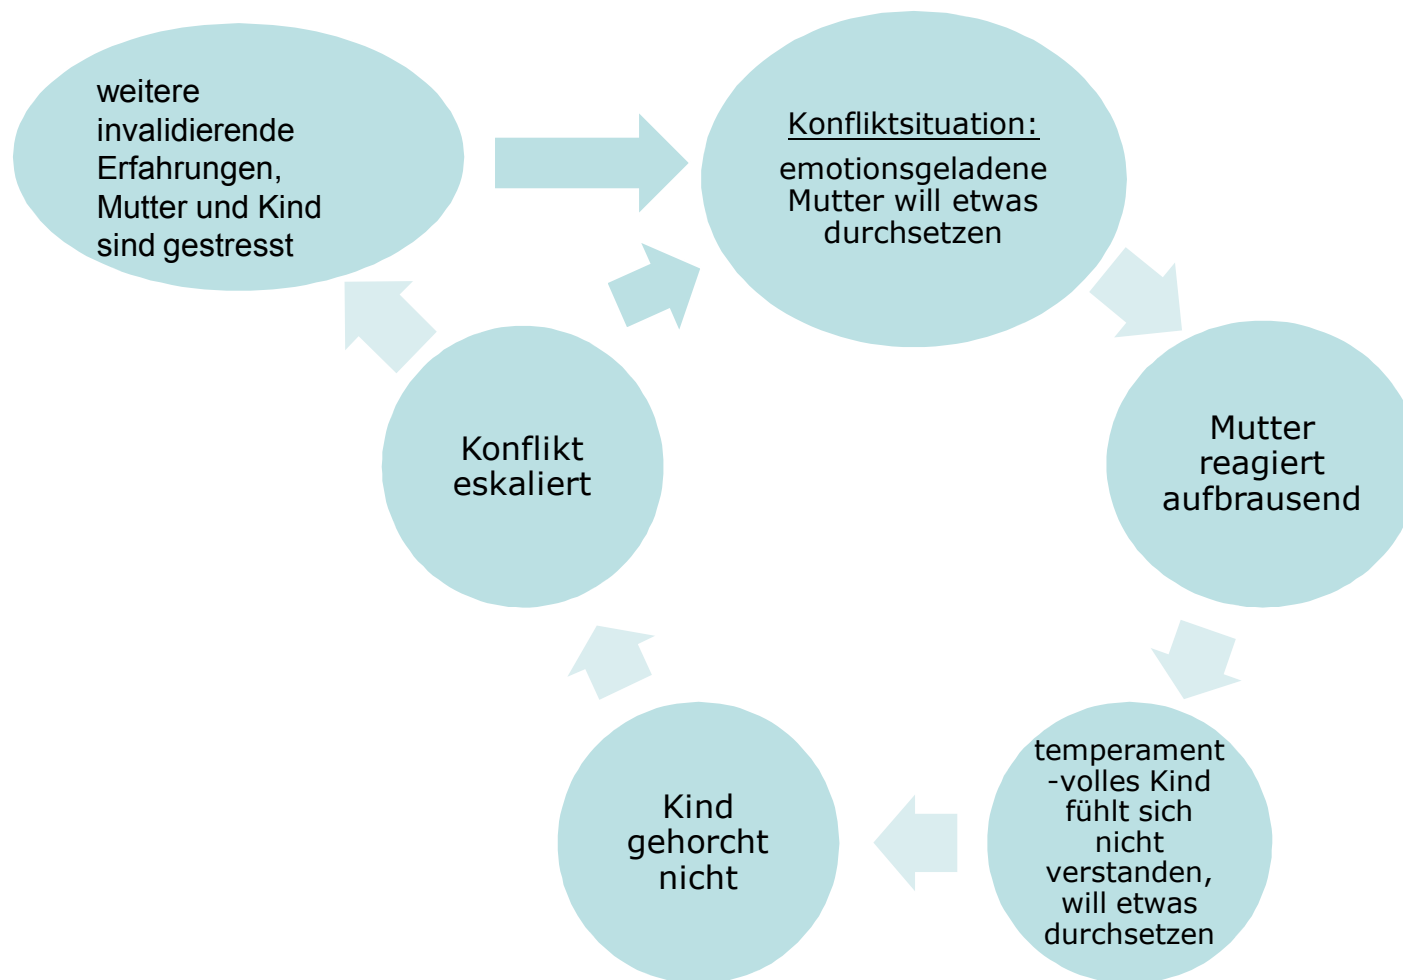 weitere
invalidierende
Erfahrungen,
Mutter und Kind
sind gestresst
Konfliktsituation:
emotionsgeladene
Mutter will etwas
durchsetzen
Mutter
reagiert
aufbrausend
temperament
-volles Kind
fühlt sich
nicht
verstanden,
will etwas
durchsetzen
Kind
gehorcht
nicht
Konflikt
eskaliert